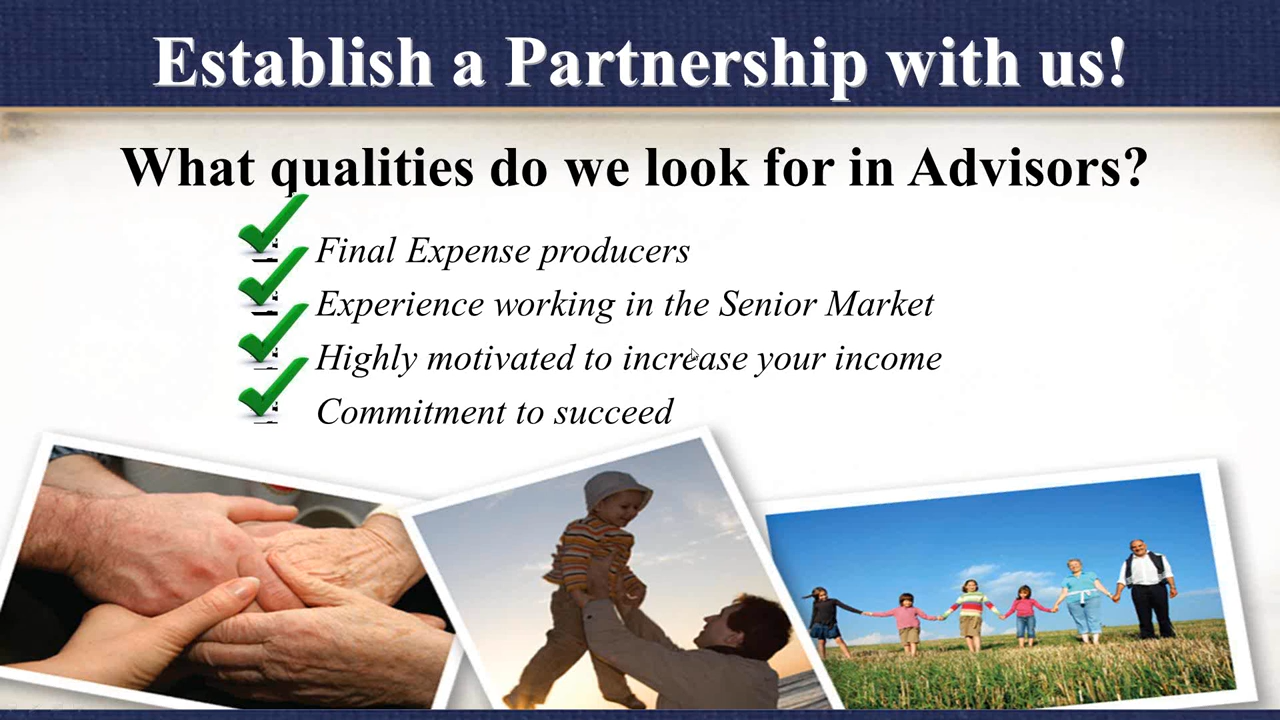 Establish a Partnership with us!
What qualities do we look for in Advisors?
Final Expense producers
Experience working in the Senior Market
Highly motivated to increase your income
Commitment to succeed